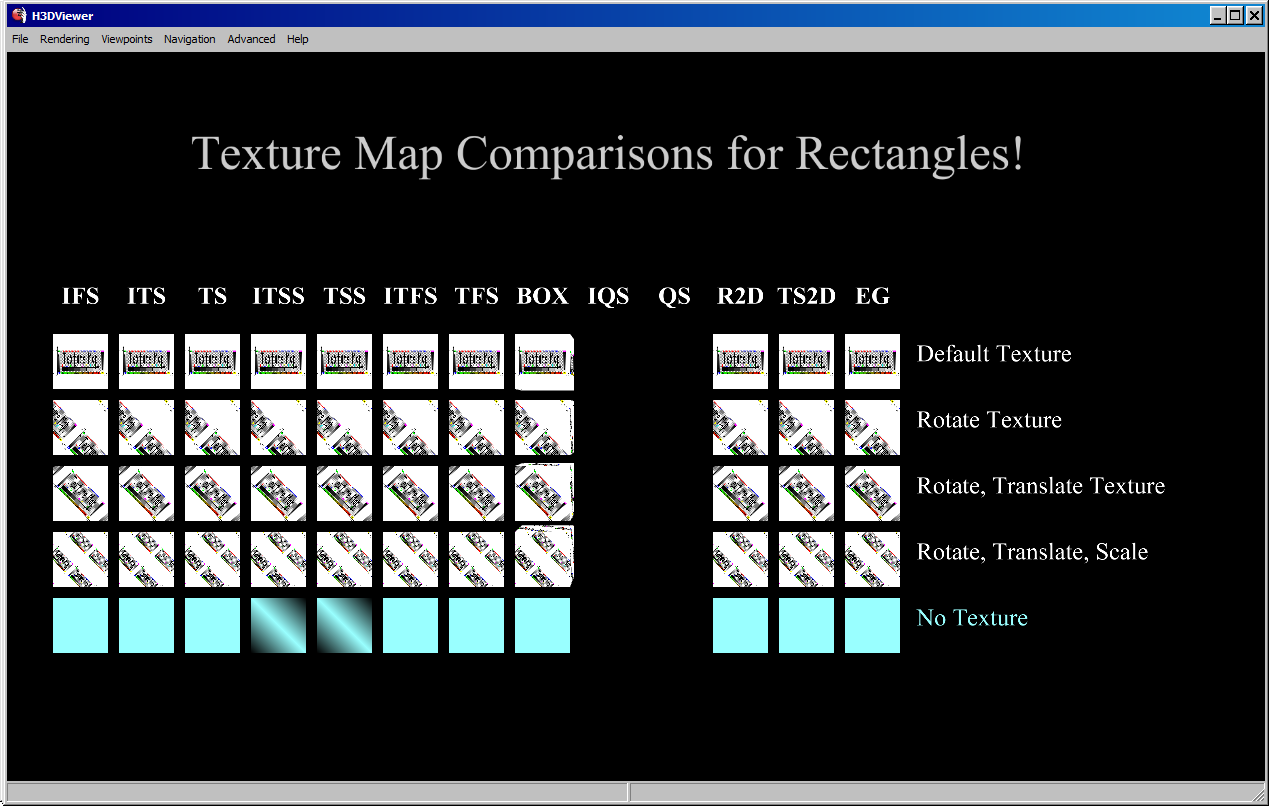 H3DViewer
File Rendering Viewpoints Navigation Advanced Help
Texture Map Comparisons for Rectangles!
IFS ITS TS ITSS TSS ITFS TFS BOX IQS QS R2D TS2D EG
Default Texture
Rotate Texture
Rotate, Translate Texture
Rotate, Translate, Scale
No Texture